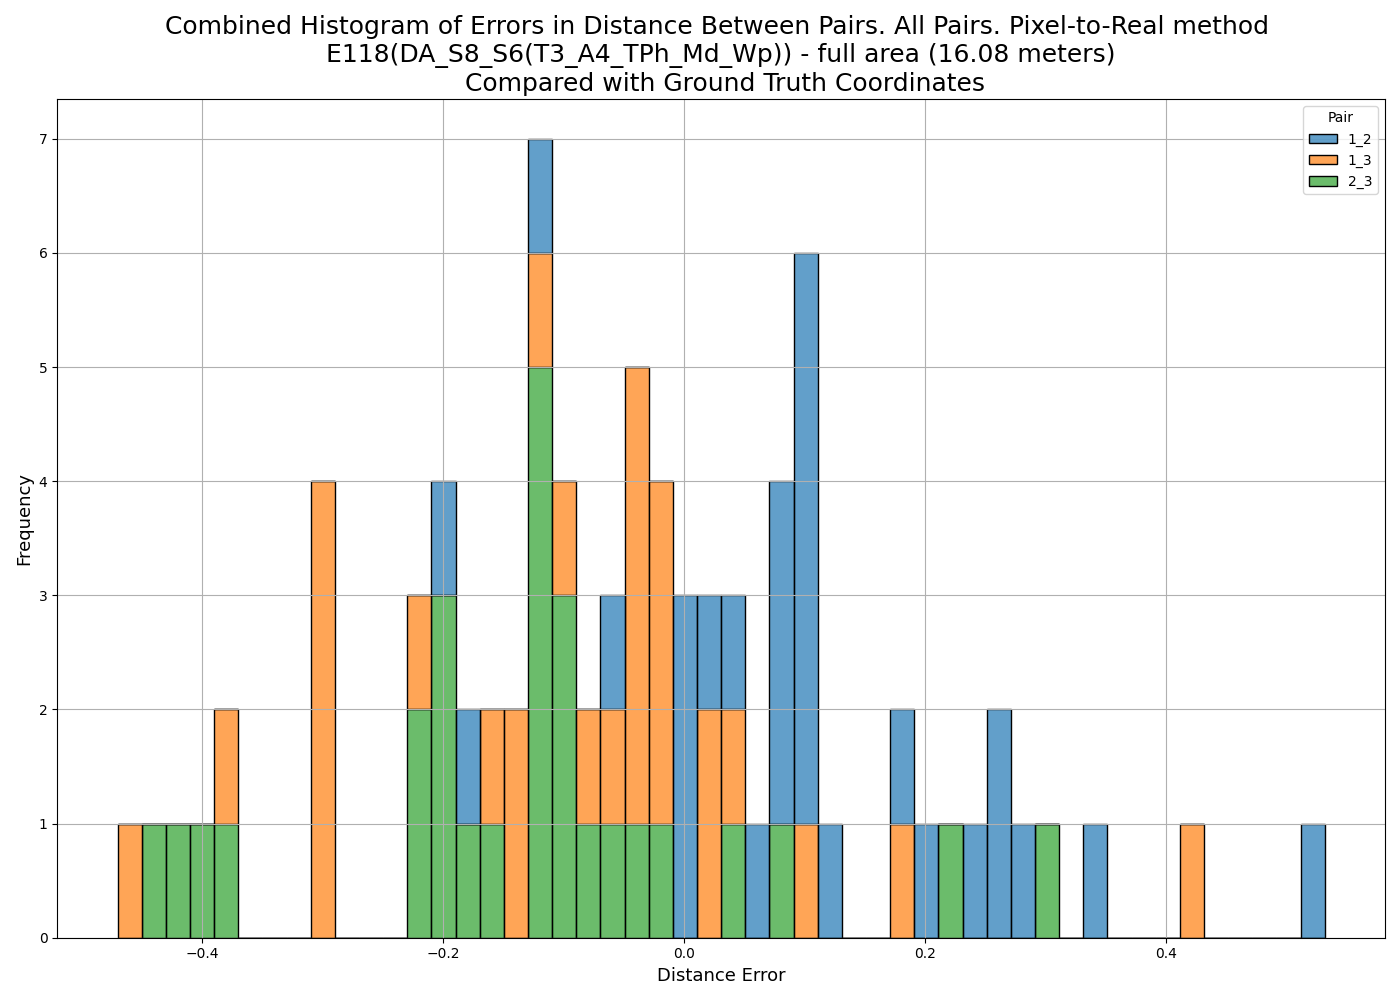 Combined Histogram of Errors in Distance Between Pairs. All Pairs. Pixel-to-Real method
E118(DA_S8_S6(T3_A4_TPh_Md_Wp)) - full area (16.08 meters)
Compared with Ground Truth Coordinates
Pair
1_2
1_3
2_3
7
6
5
4
3
2
1
0
Frequency
−0.4
−0.2
0.0
0.2
0.4
Distance Error